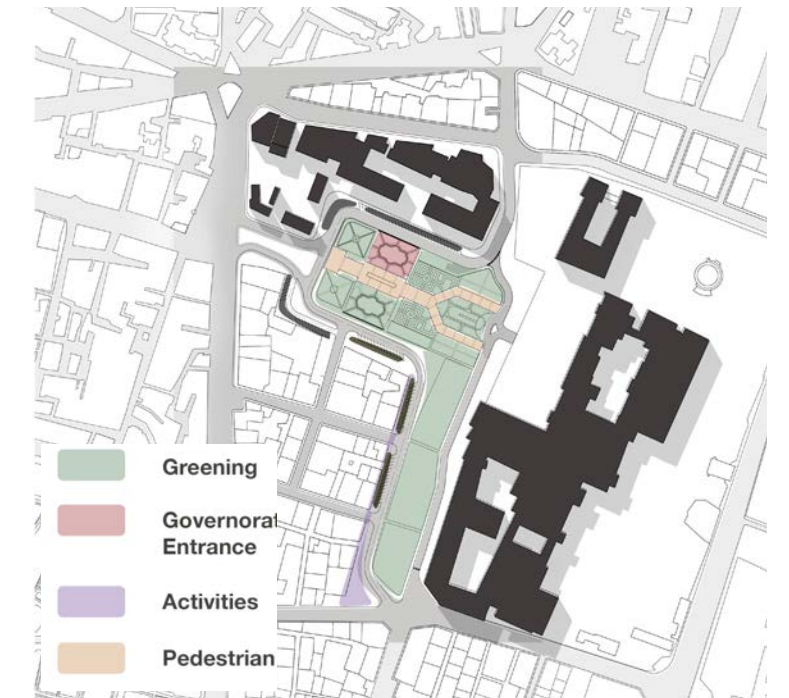 Greening
Governorat
Entrance
Activities
Pedestrian